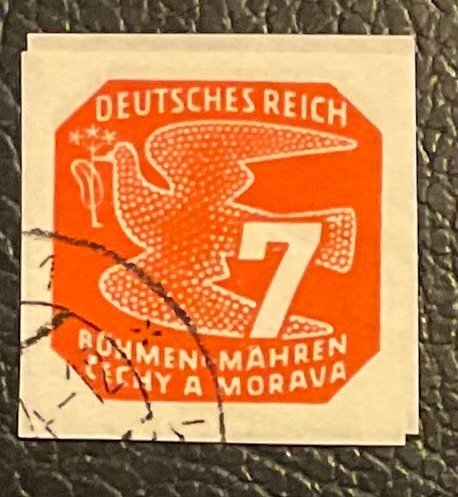 DEUTSCHES REICH
7
BÖHMEN-MÄHREN
ČECHY A MORAVA